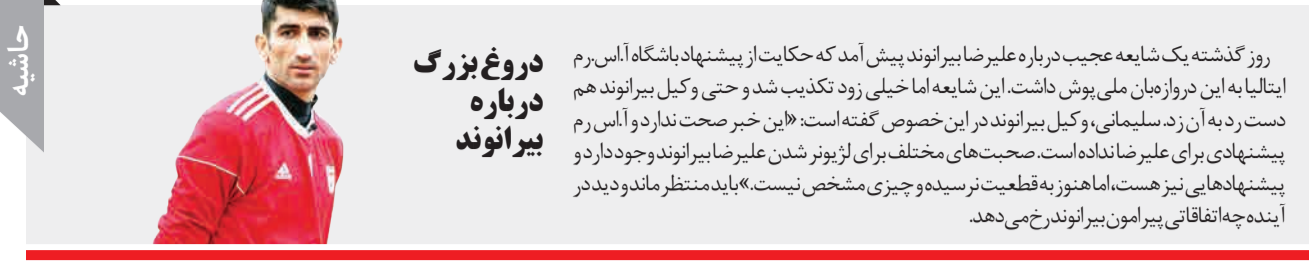 حاشیه
دروغ بزرگ
درباره
بیرانوند
روز گذشته یک شایعه عجیب درباره علیرضا بیرانوند پیش آمد که حکایت از پیشنهاد باشگاه آ.اس.رم
ایتالیا به این دروازه‌بان ملی‌پوش داشت. این شایعه اما خیلی زود تکذیب شد و حتی وکیل بیرانوند هم
دست رد به آن زد. سلیمانی، وکیل بیرانوند در این خصوص گفته است: «این خبر صحت ندارد و آ.اس رم
پیشنهادی برای علیرضا نداده است. صحبت‌های مختلف برای لژیونر شدن علیرضا بیرانوند وجود دارد و
پیشنهادهایی نیز هست، اما هنوز به قطعیت نرسیده و چیزی مشخص نیست.» باید منتظر ماند و دید در
آینده چه اتفاقاتی پیرامون بیرانوند رخ می‌دهد.